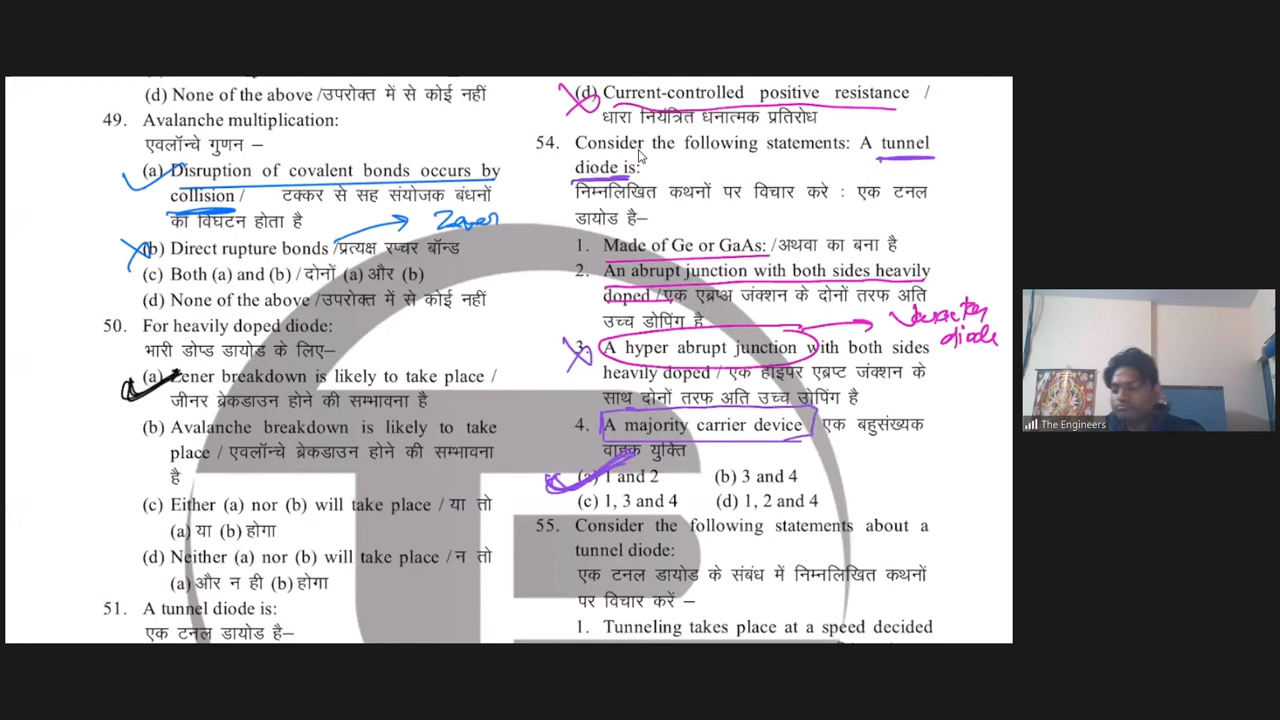 (d) None of the above /उपरोक्त में से कोई नहीं
49. Avalanche multiplication:
एवलॉन्चे गुणन –
(a) Disruption of covalent bonds occurs by
collision / टक्कर से सह संयोजक बंधनों
का विघटन होता है
Zener
(b) Direct rupture bonds /प्रत्यक्ष रप्चर बॉन्ड
(c) Both (a) and (b) / दोनों (a) और (b)
(d) None of the above /उपरोक्त में से कोई नहीं
50. For heavily doped diode:
भारी डोप्ड डायोड के लिए–
(a) Zener breakdown is likely to take place /
जीनर ब्रेकडाउन होने की सम्भावना है
(b) Avalanche breakdown is likely to take
place / एवलॉन्चे ब्रेकडाउन होने की सम्भावना
है
(c) Either (a) nor (b) will take place / या तो
(a) या (b) होगा
(d) Neither (a) nor (b) will take place / न तो
(a) और न ही (b) होगा
51. A tunnel diode is:
एक टनल डायोड है–
(d) Current-controlled positive resistance /
धारा नियंत्रित धनात्मक प्रतिरोध
54. Consider the following statements: A tunnel
diode is:
निम्नलिखित कथनों पर विचार करे : एक टनल
डायोड है–
1. Made of Ge or GaAs: /अथवा का बना है
2. An abrupt junction with both sides heavily
doped / एक एब्रप्अ जंक्शन के दोनों तरफ अति
उच्च डोपिंग है
diode
3. A hyper abrupt junction with both sides
heavily doped / एक हाइपर एब्रप्ट जंक्शन के
साथ दोनों तरफ अति उच्च डोपिंग है
4. A majority carrier device / एक बहुसंख्यक
वाहक युक्ति
(a) 1 and 2 (b) 3 and 4
(c) 1, 3 and 4 (d) 1, 2 and 4
55. Consider the following statements about a
tunnel diode:
एक टनल डायोड के संबंध में निम्नलिखित कथनों
पर विचार करें –
1. Tunneling takes place at a speed decided
The Engineers